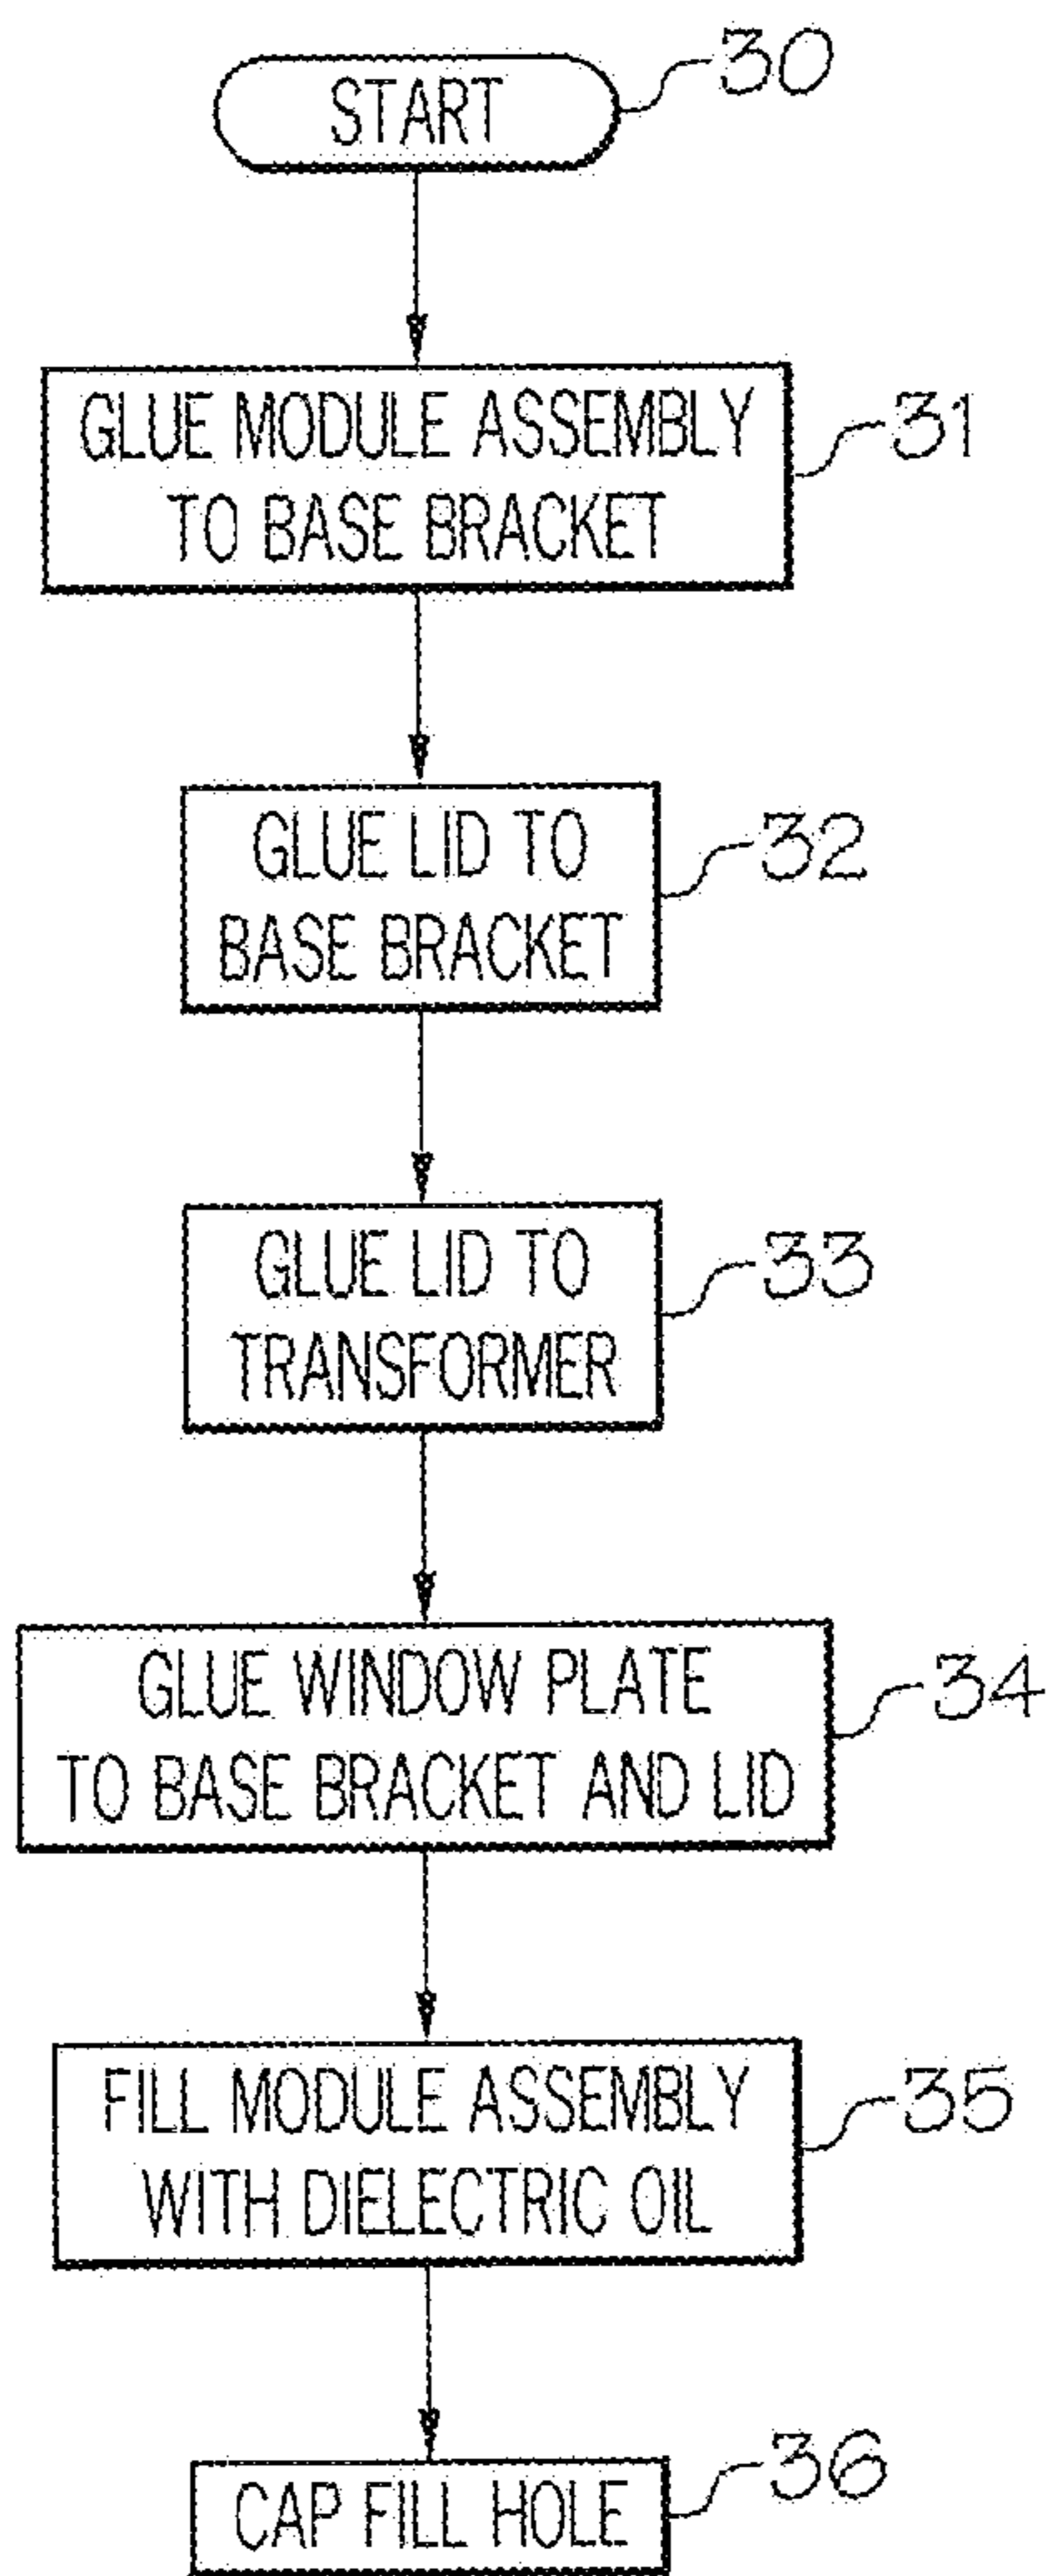 START
30
GLUE MODULE ASSEMBLY
TO BASE BRACKET
31
GLUE LID TO
BASE BRACKET
32
GLUE LID TO
TRANSFORMER
33
GLUE WINDOW PLATE
TO BASE BRACKET AND LID
34
FILL MODULE ASSEMBLY
WITH DIELECTRIC OIL
35
CAP FILL HOLE
36